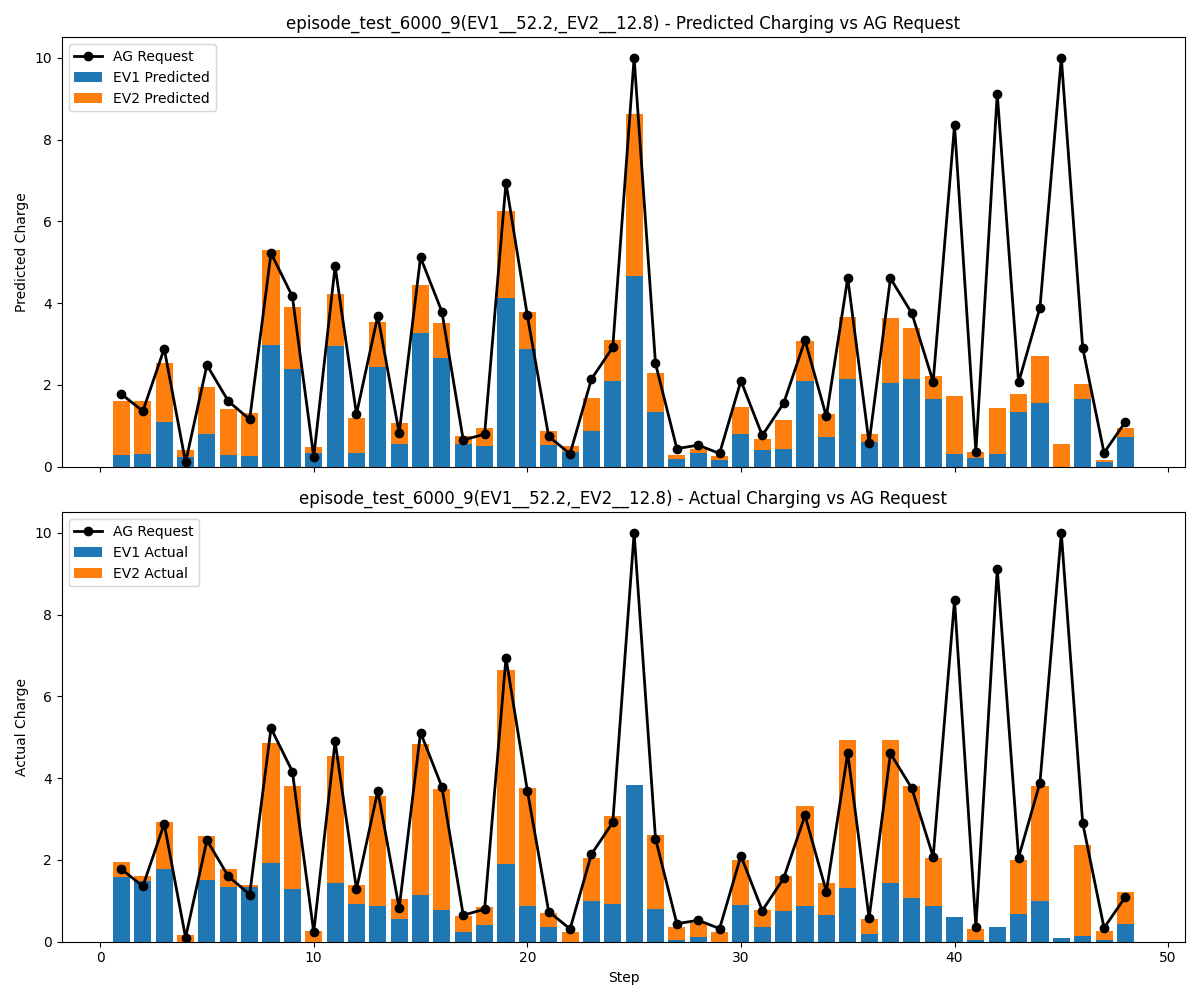 episode_test_6000_9(EV1__52.2,_EV2__12.8) - Predicted Charging vs AG Request
AG Request
EV1 Predicted
EV2 Predicted
Predicted Charge
10
8
6
4
2
0
episode_test_6000_9(EV1__52.2,_EV2__12.8) - Actual Charging vs AG Request
AG Request
EV1 Actual
EV2 Actual
Actual Charge
10
8
6
4
2
0
0
10
20
30
40
50
Step